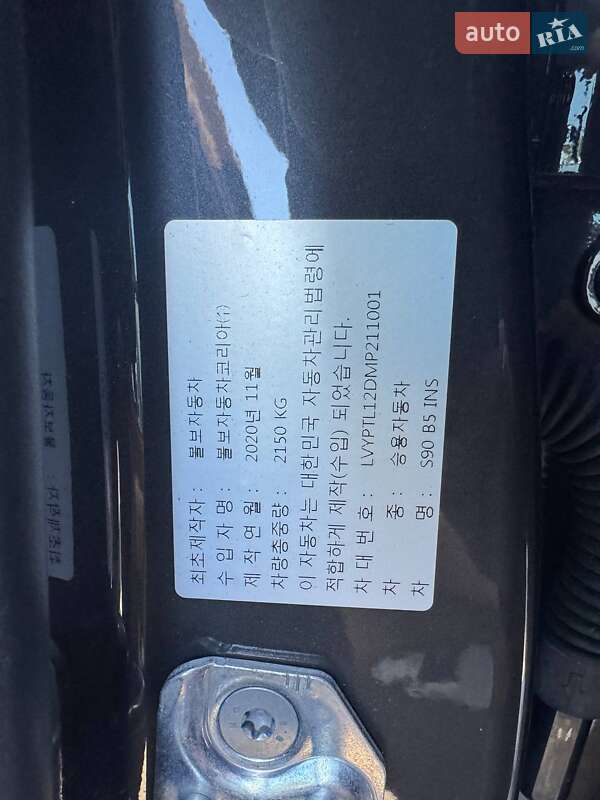 auto RIA.com
최초제작자 : 볼보자동차
수 입 자 명 : 볼보자동차코리아(주)
제 작 연 월 : 2020년 11월
차량총중량 : 2150 KG
이 자동차는 대한민국 자동차관리법령에
적합하게 제작(수입) 되었습니다.
차 대 번 호 : LVYPTL12DMP211001
차 종 : 승용자동차
차 명 : S90 B5 INS